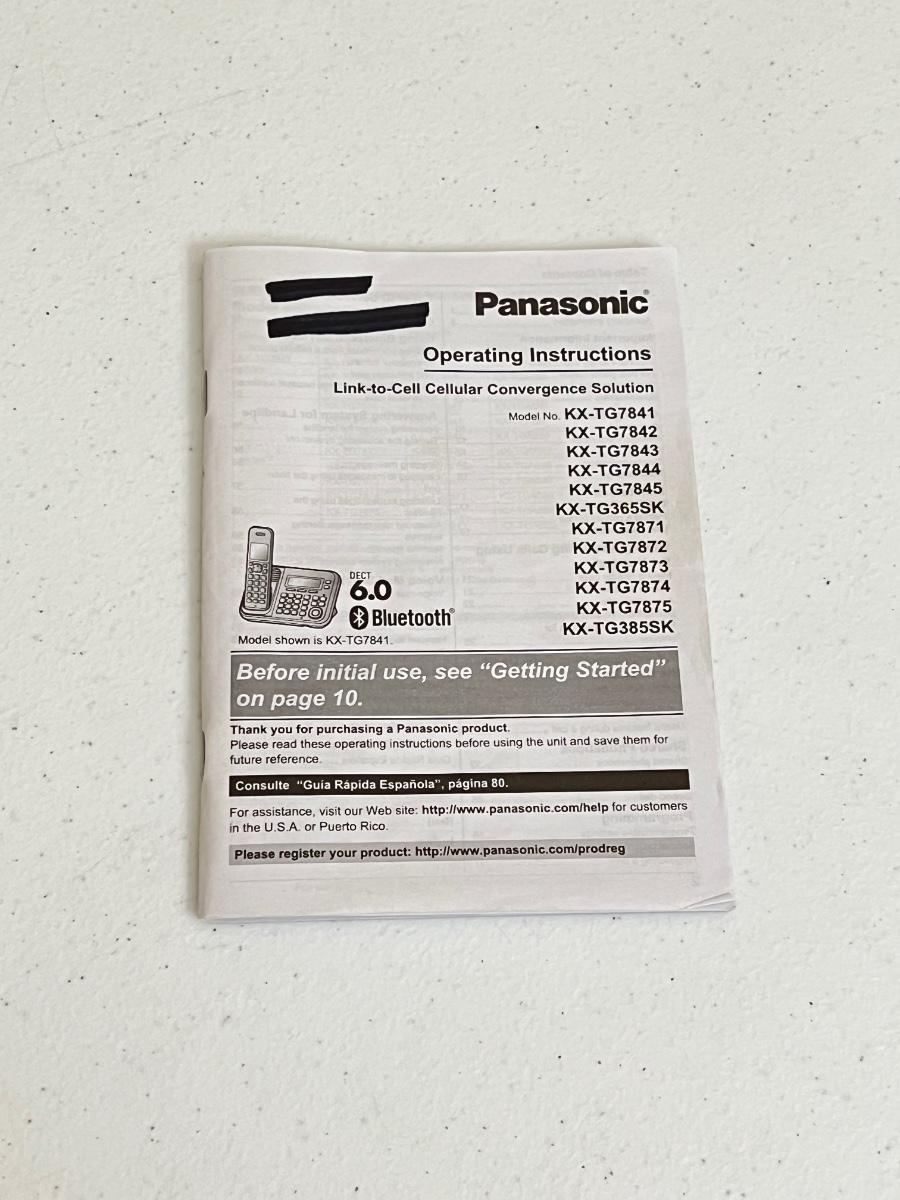 Panasonic®
Operating Instructions
Link-to-Cell Cellular Convergence Solution
Model No. KX-TG7841
KX-TG7842
KX-TG7843
KX-TG7844
KX-TG7845
KX-TG365SK
KX-TG7871
KX-TG7872
KX-TG7873
KX-TG7874
KX-TG7875
KX-TG385SK
DECT
6.0
Bluetooth®
Model shown is KX-TG7841.
Before initial use, see “Getting Started”
on page 10.
Thank you for purchasing a Panasonic product.
Please read these operating instructions before using the unit and save them for
future reference.
Consulte “Guía Rápida Española”, página 80.
For assistance, visit our Web site: http://www.panasonic.com/help for customers
in the U.S.A. or Puerto Rico.
Please register your product: http://www.panasonic.com/prodreg